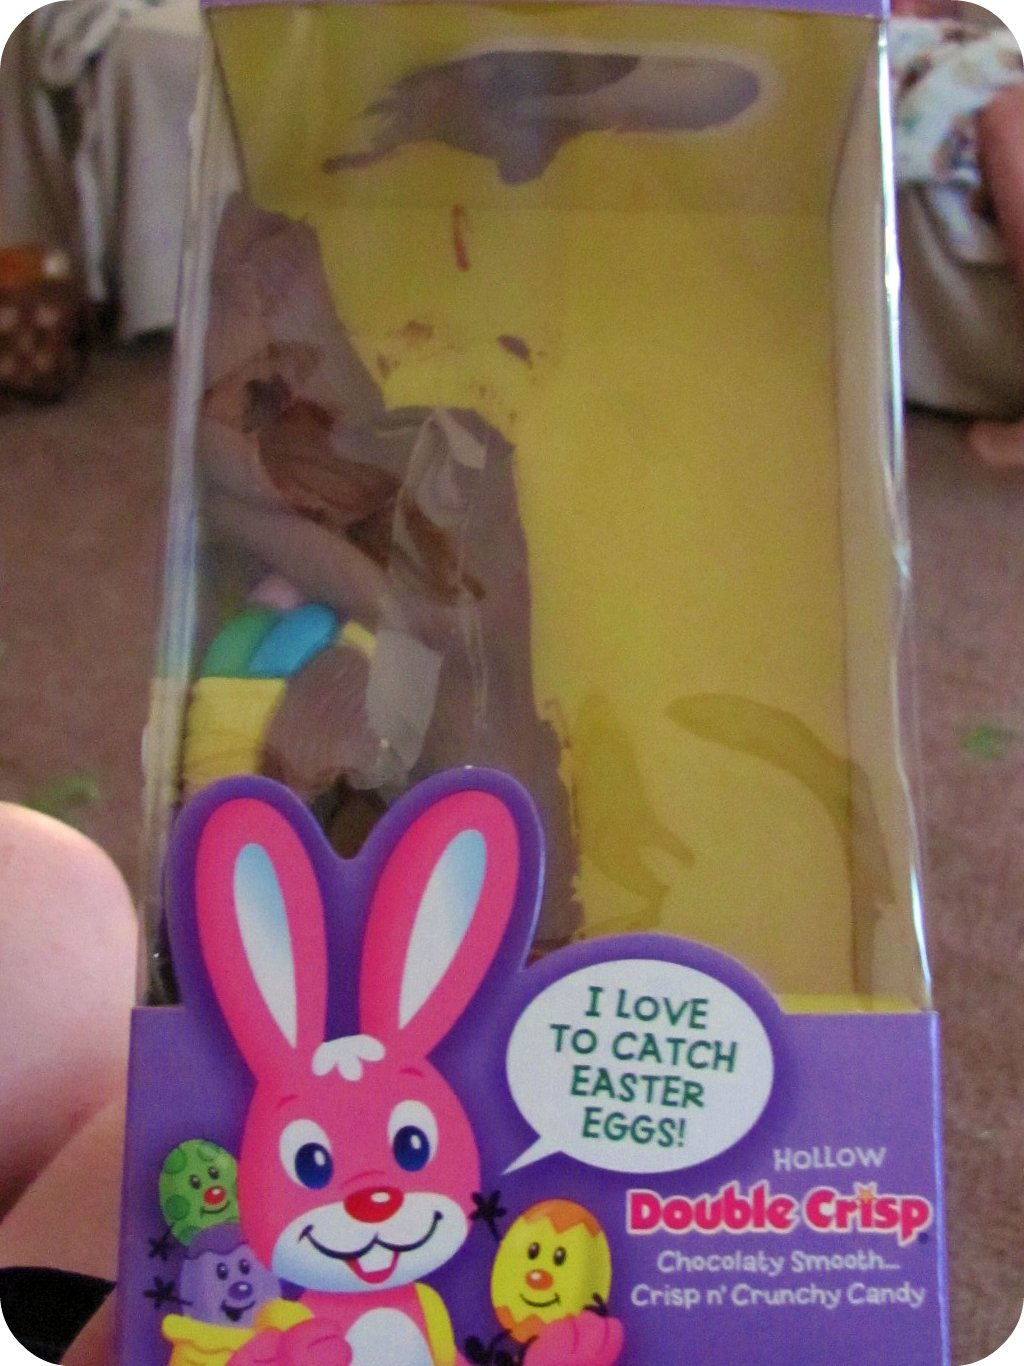 I LOVE
TO CATCH
EASTER
EGGS!
HOLLOW
Double Crisp
Chocolaty Smooth...
Crisp n' Crunchy Candy